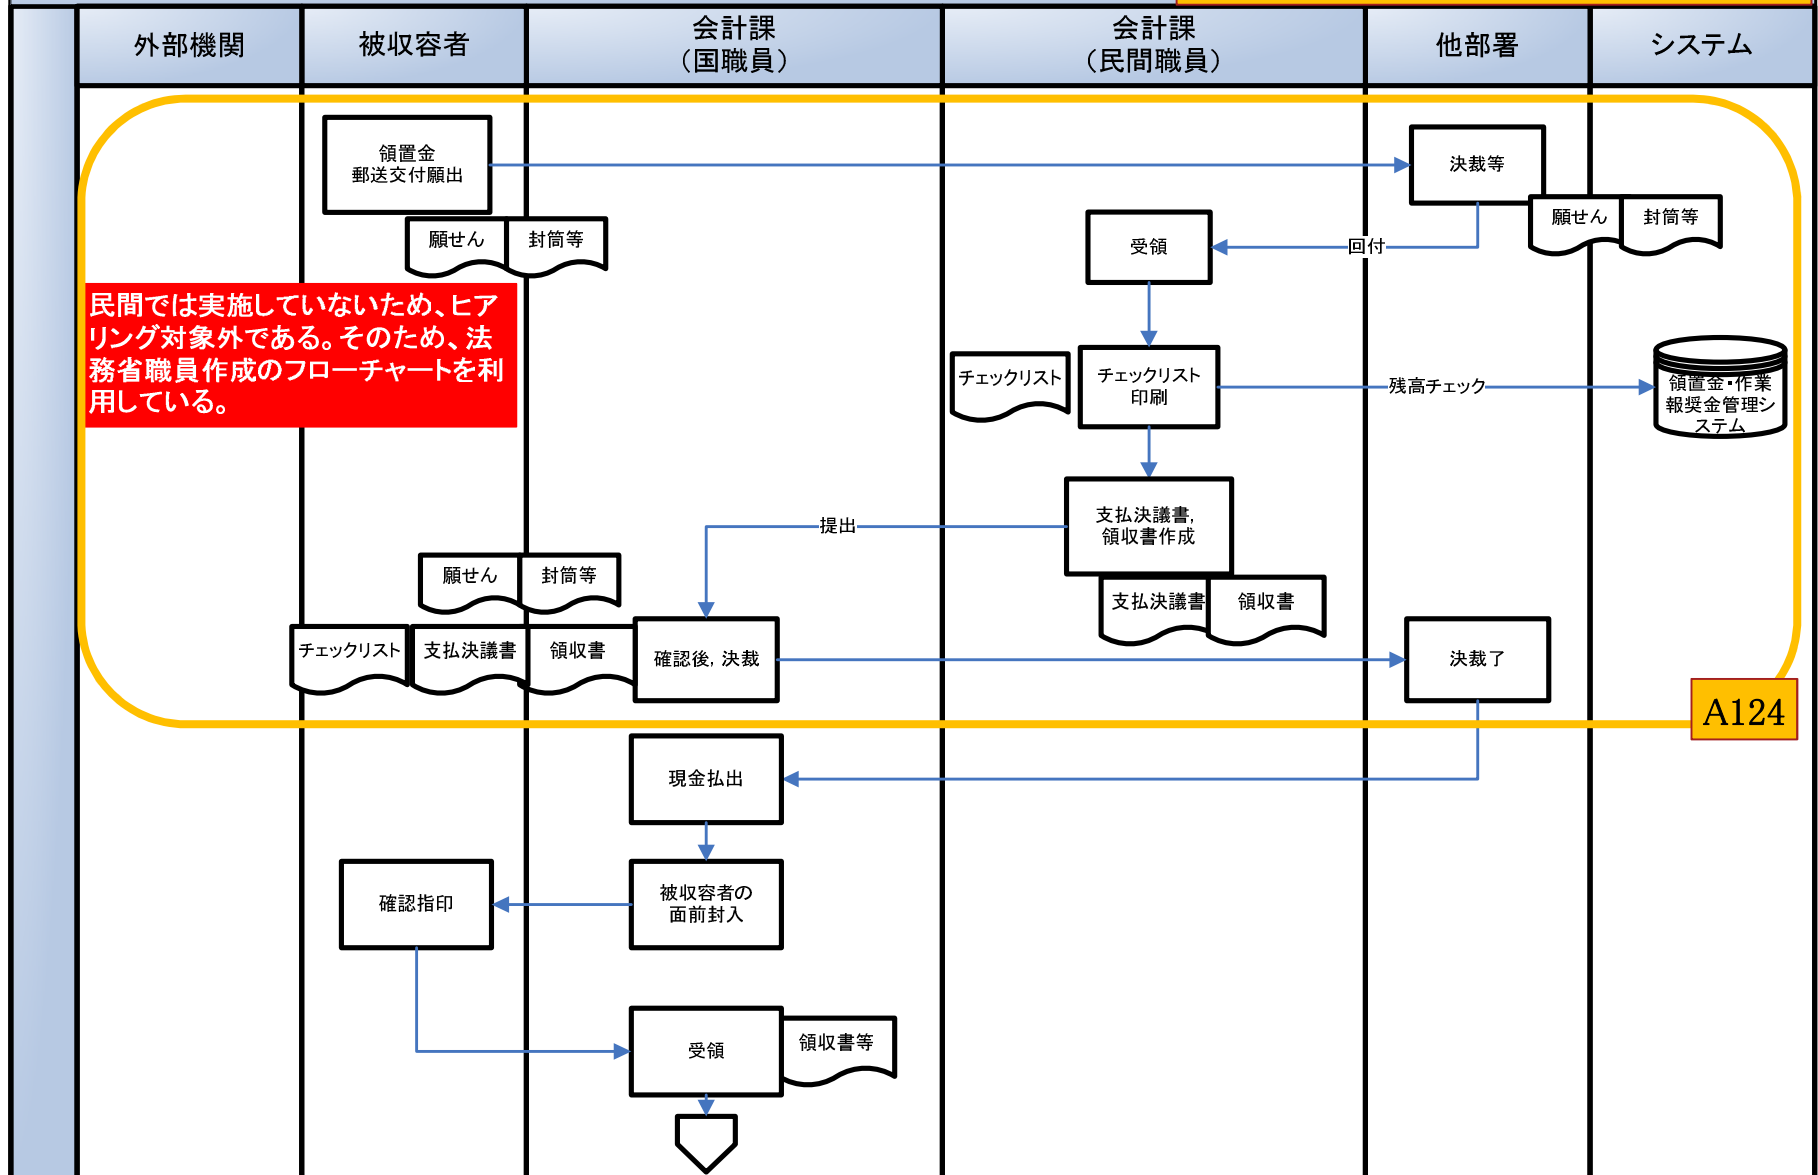 外部機関
被収容者
会計課
（国職員）
会計課
（民間職員）
他部署
システム
領置金
郵送交付願出
願せん
封筒等
決裁等
願せん
封筒等
回付
受領
民間では実施していないため、ヒア
リング対象外である。そのため、法
務省職員作成のフローチャートを利
用している。
チェックリスト
チェックリスト
印刷
残高チェック
領置金・作業
報奨金管理シ
ステム
支払決議書,
領収書作成
提出
支払決議書
領収書
願せん
封筒等
チェックリスト
支払決議書
領収書
確認後, 決裁
決裁了
A124
現金払出
被収容者の
面前封入
確認指印
受領
領収書等